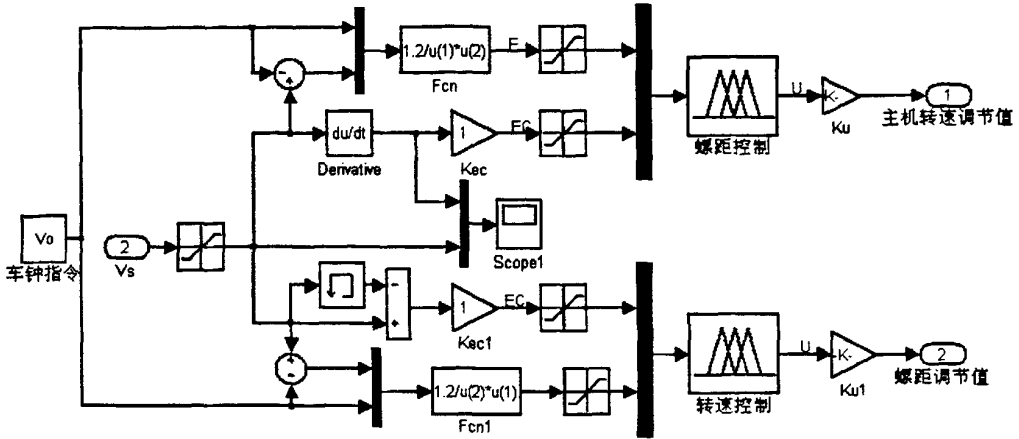 1.2/u(1)*u(2)
E
Fcn
U
K-
1
主机转速调节值
du/dt
1
EC
Ku
螺距控制
Derivative
Kec
Vo
2
车钟指令
Vs
Scope1
-
+
1
EC
Kec1
U
-K-
2
螺距调节值
1.2/u(2)*u(1)
转速控制
Ku1
Fcn1